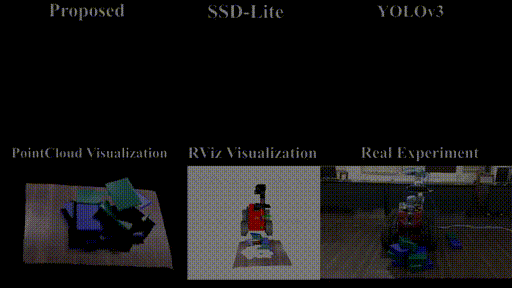 Proposed SSD-Lite YOLOv3
PointCloud Visualization RViz Visualization Real Experiment